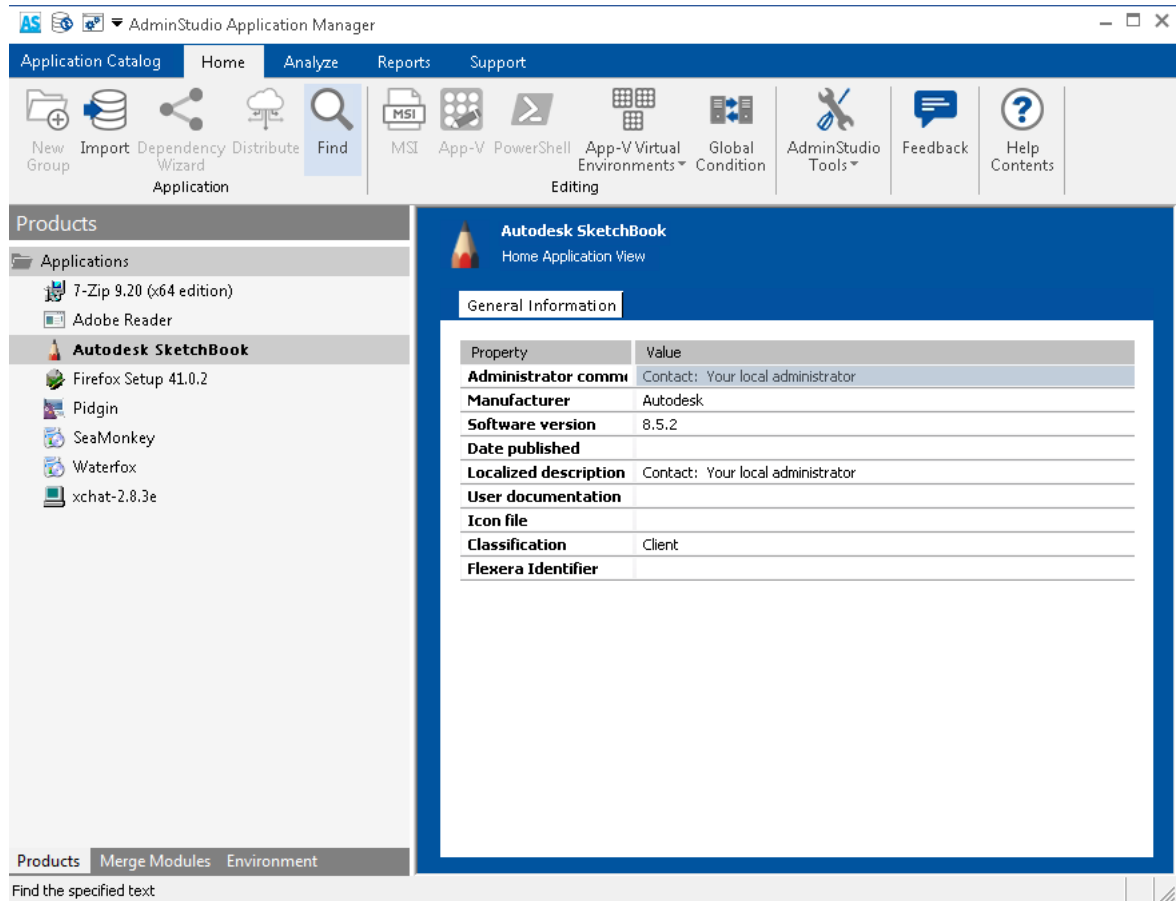 AS AdminStudio Application Manager
Application Catalog Home Analyze Reports Support
New Group
Import
Dependency Wizard
Distribute
Find
Application
MSI
MSI
App-V
PowerShell
App-V Virtual Environments
Global Condition
Editing
AdminStudio Tools
Feedback
Help Contents
Products
Applications
7-Zip 9.20 (x64 edition)
Adobe Reader
Autodesk SketchBook
Firefox Setup 41.0.2
Pidgin
SeaMonkey
Waterfox
xchat-2.8.3e
Products Merge Modules Environment
Find the specified text
Autodesk SketchBook
Home Application View
General Information
Property Value
Administrator comme Contact: Your local administrator
Manufacturer Autodesk
Software version 8.5.2
Date published
Localized description Contact: Your local administrator
User documentation
Icon file
Classification Client
Flexera Identifier